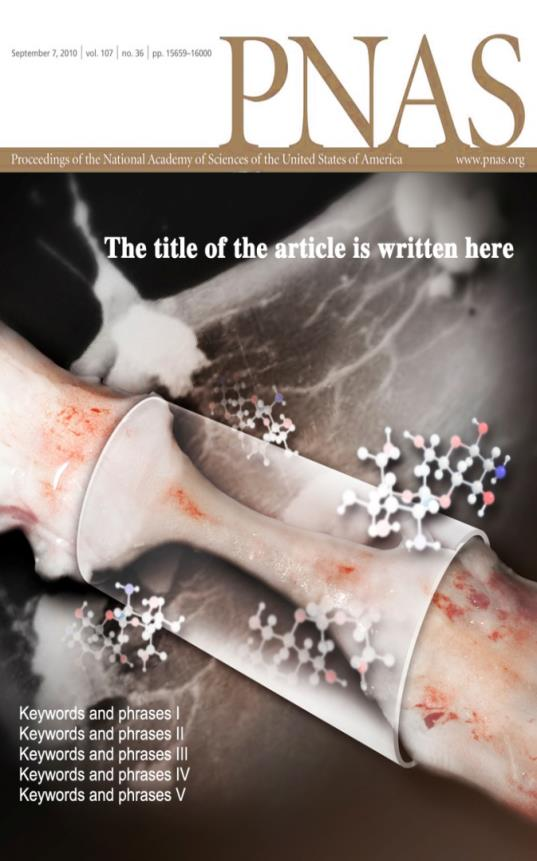 September 7, 2010 | vol. 107 | no. 36 | pp. 15659–16000
PNAS
Proceedings of the National Academy of Sciences of the United States of America www.pnas.org
The title of the article is written here
Keywords and phrases I
Keywords and phrases II
Keywords and phrases III
Keywords and phrases IV
Keywords and phrases V